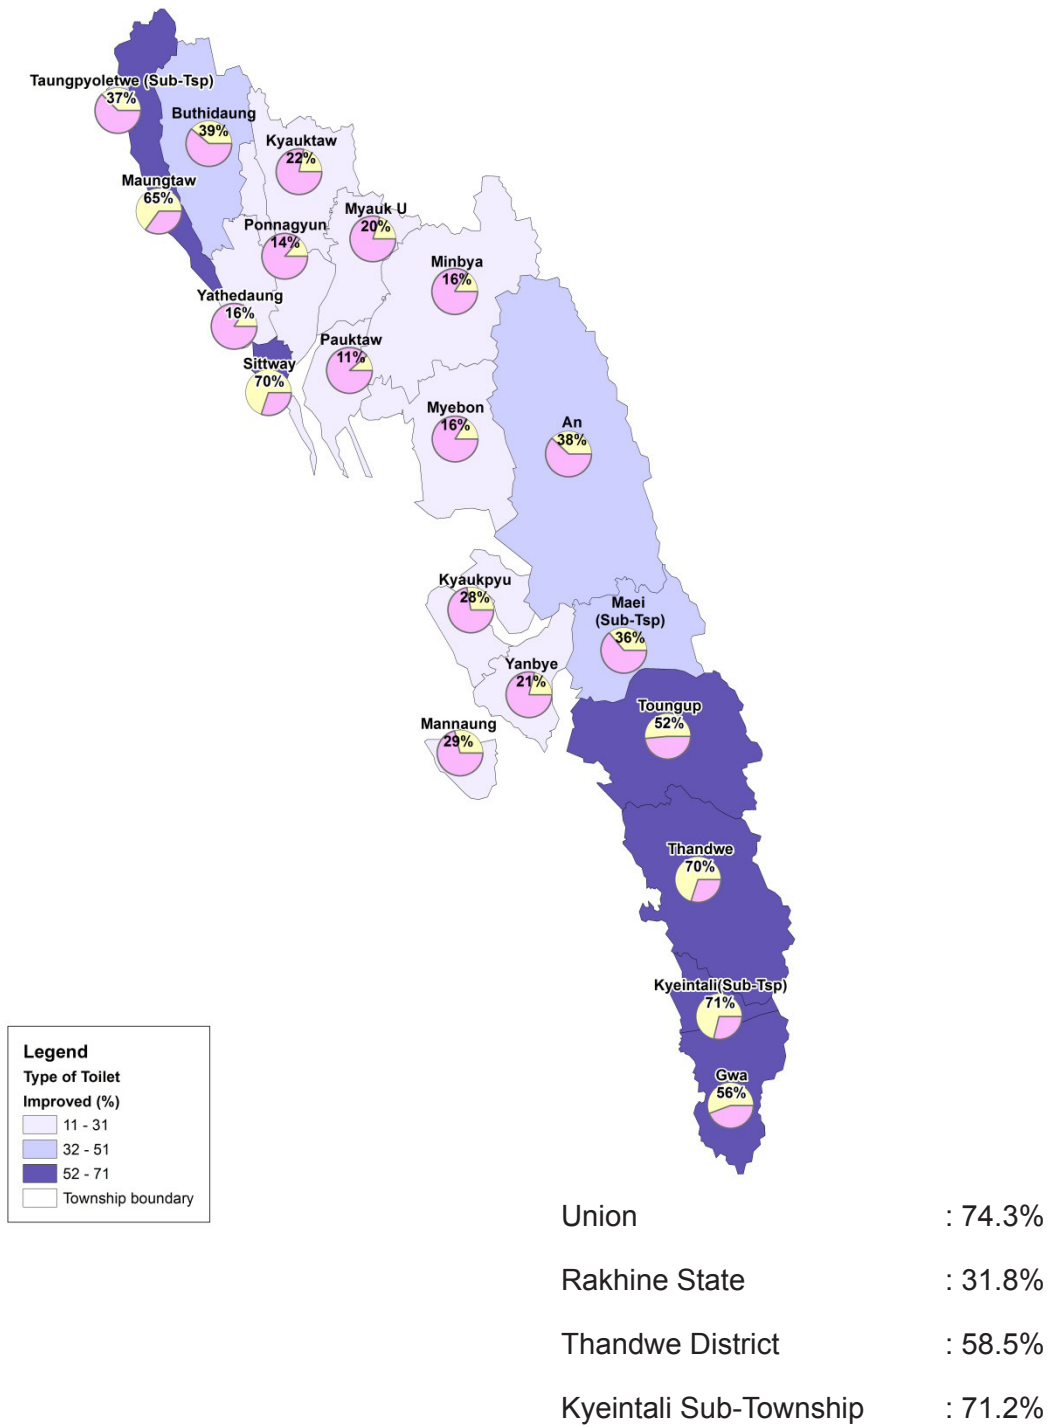 Taungpyoletwe (Sub-Tsp)
37%
Buthidaung
39%
Kyauktaw
22%
Maungtaw
65%
Myauk U
20%
Ponnagyun
14%
Minbya
16%
Yathedaung
16%
Pauktaw
11%
Sittway
70%
Myebon
16%
An
38%
Kyaukpyu
28%
Maei
(Sub-Tsp)
36%
Yanbye
21%
Toungup
52%
Mannaung
29%
Thandwe
70%
Kyeintali(Sub-Tsp)
71%
Gwa
56%
Legend
Type of Toilet
Improved (%)
11 - 31
32 - 51
52 - 71
Township boundary
Union : 74.3%
Rakhine State : 31.8%
Thandwe District : 58.5%
Kyeintali Sub-Township : 71.2%